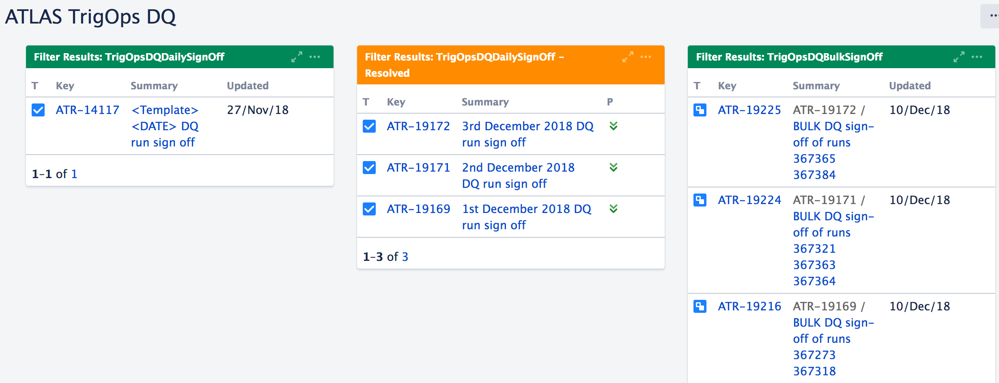 ATLAS TrigOps DQ
Filter Results: TrigOpsDQDailySignOff
T Key Summary Updated
ATR-14117 <Template> 27/Nov/18
<DATE> DQ
run sign off
1-1 of 1
Filter Results: TrigOpsDQDailySignOff -
Resolved
T Key Summary P
ATR-19172 3rd December 2018 DQ
run sign off
ATR-19171 2nd December 2018
DQ run sign off
ATR-19169 1st December 2018 DQ
run sign off
1-3 of 3
Filter Results: TrigOpsDQBulkSignOff
T Key Summary Updated
ATR-19225 ATR-19172 / 10/Dec/18
BULK DQ sign-
off of runs
367365
367384
ATR-19224 ATR-19171 / 10/Dec/18
BULK DQ sign-
off of runs
367321
367363
367364
ATR-19216 ATR-19169 / 10/Dec/18
BULK DQ sign-
off of runs
367273
367318